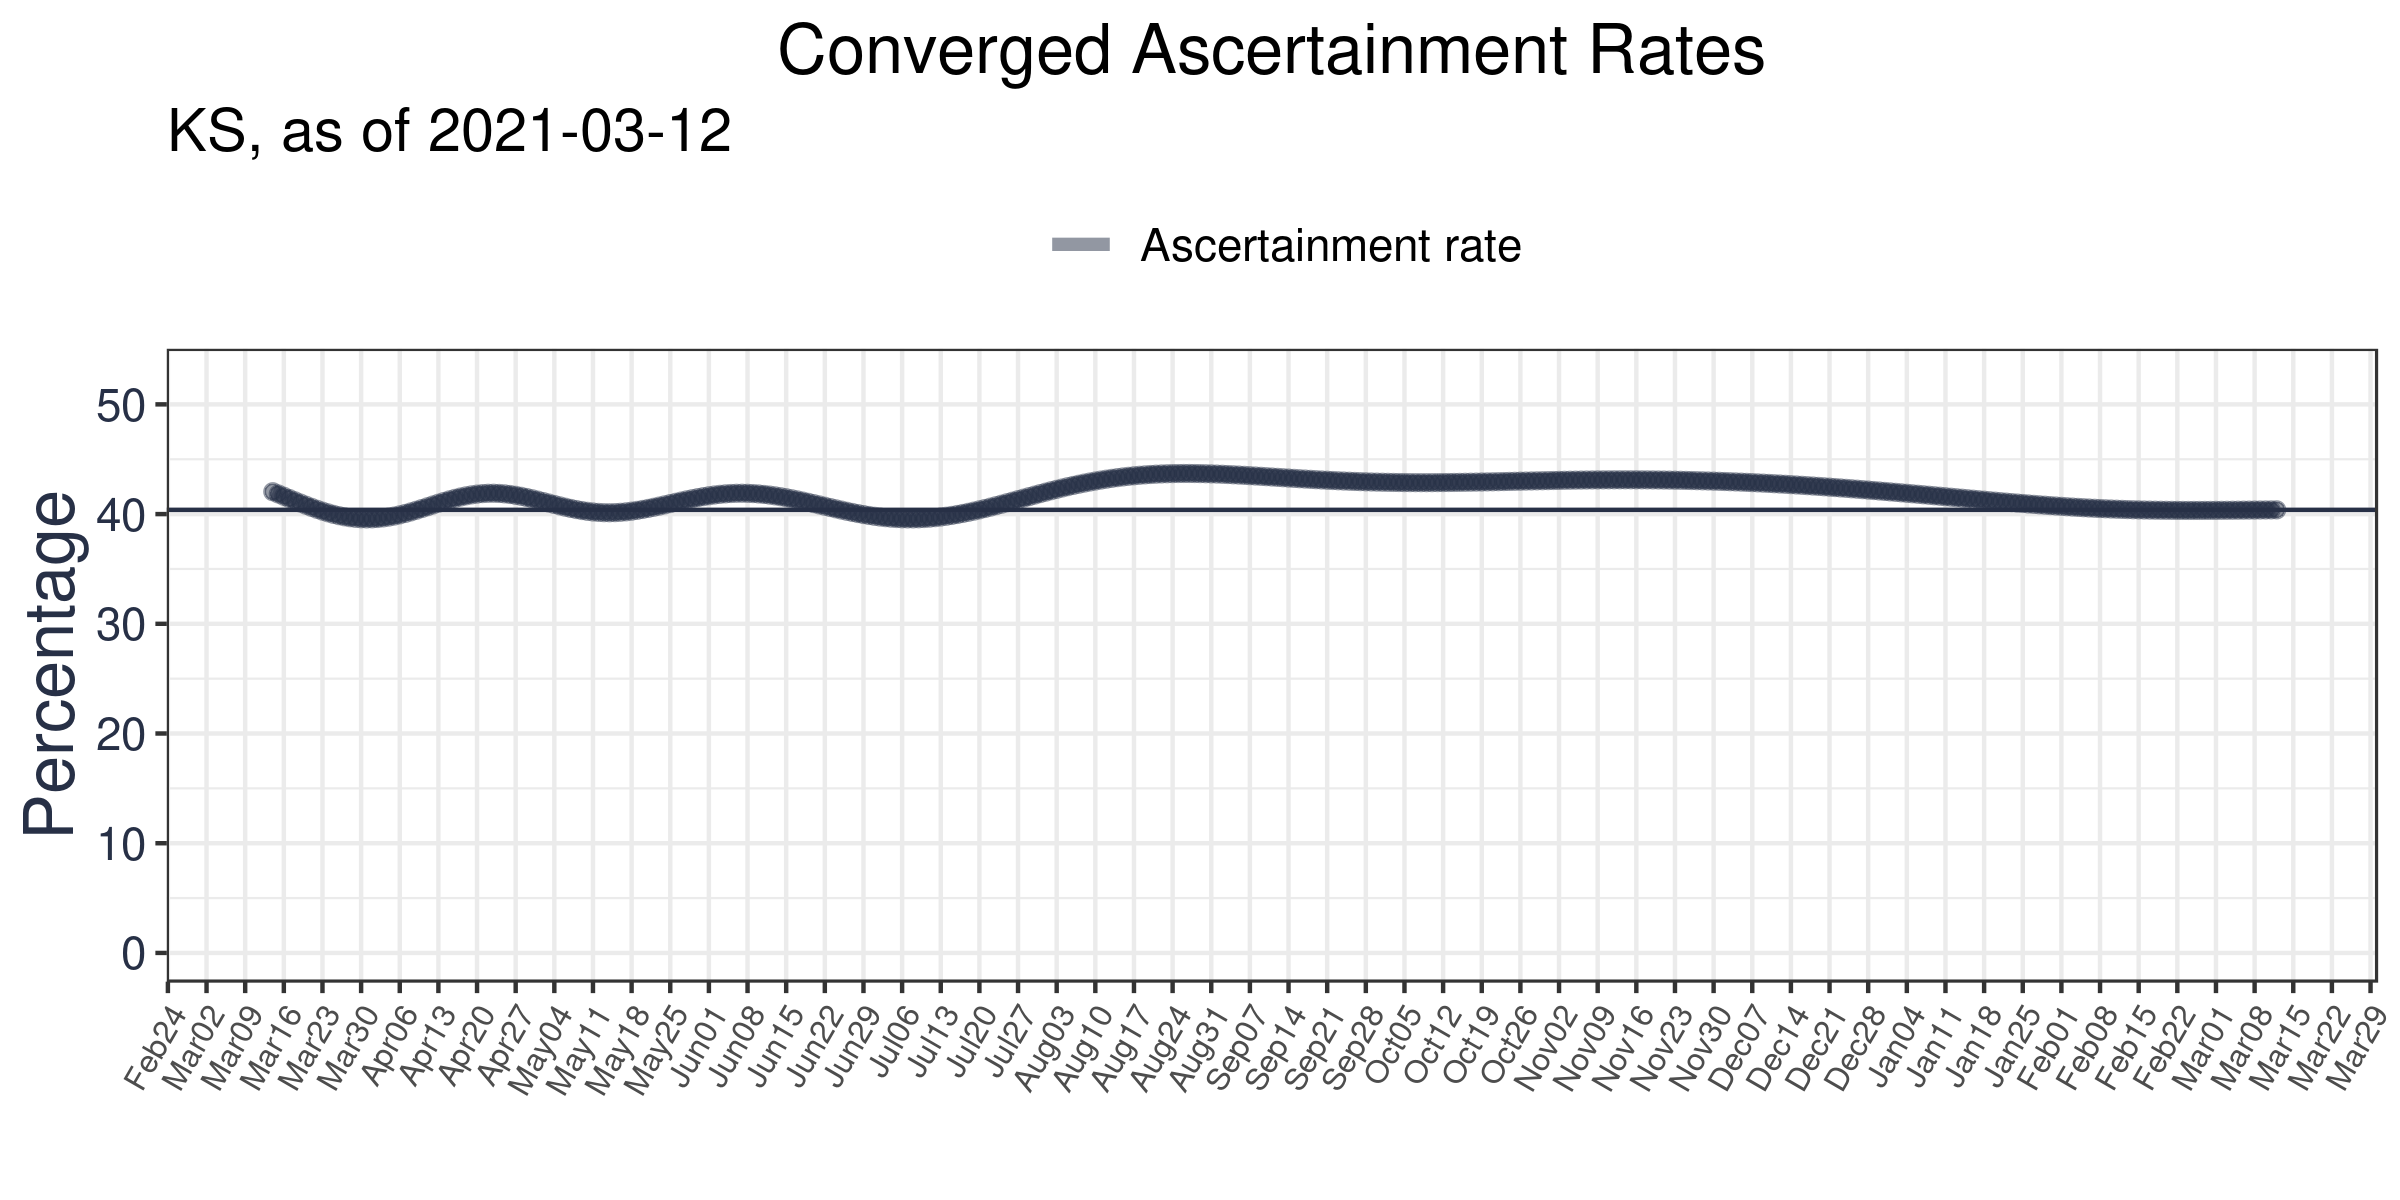 Converged Ascertainment Rates
KS, as of 2021-03-12
Ascertainment rate
Percentage
50
40
30
20
10
0
Feb24 Mar02 Mar09 Mar16 Mar23 Mar30 Apr06 Apr13 Apr20 Apr27 May04 May11 May18 May25 Jun01 Jun08 Jun15 Jun22 Jun29 Jul06 Jul13 Jul20 Jul27 Aug03 Aug10 Aug17 Aug24 Aug31 Sep07 Sep14 Sep21 Sep28 Oct05 Oct12 Oct19 Oct26 Nov02 Nov09 Nov16 Nov23 Nov30 Dec07 Dec14 Dec21 Dec28 Jan04 Jan11 Jan18 Jan25 Feb01 Feb08 Feb15 Feb22 Mar01 Mar08 Mar15 Mar22 Mar29